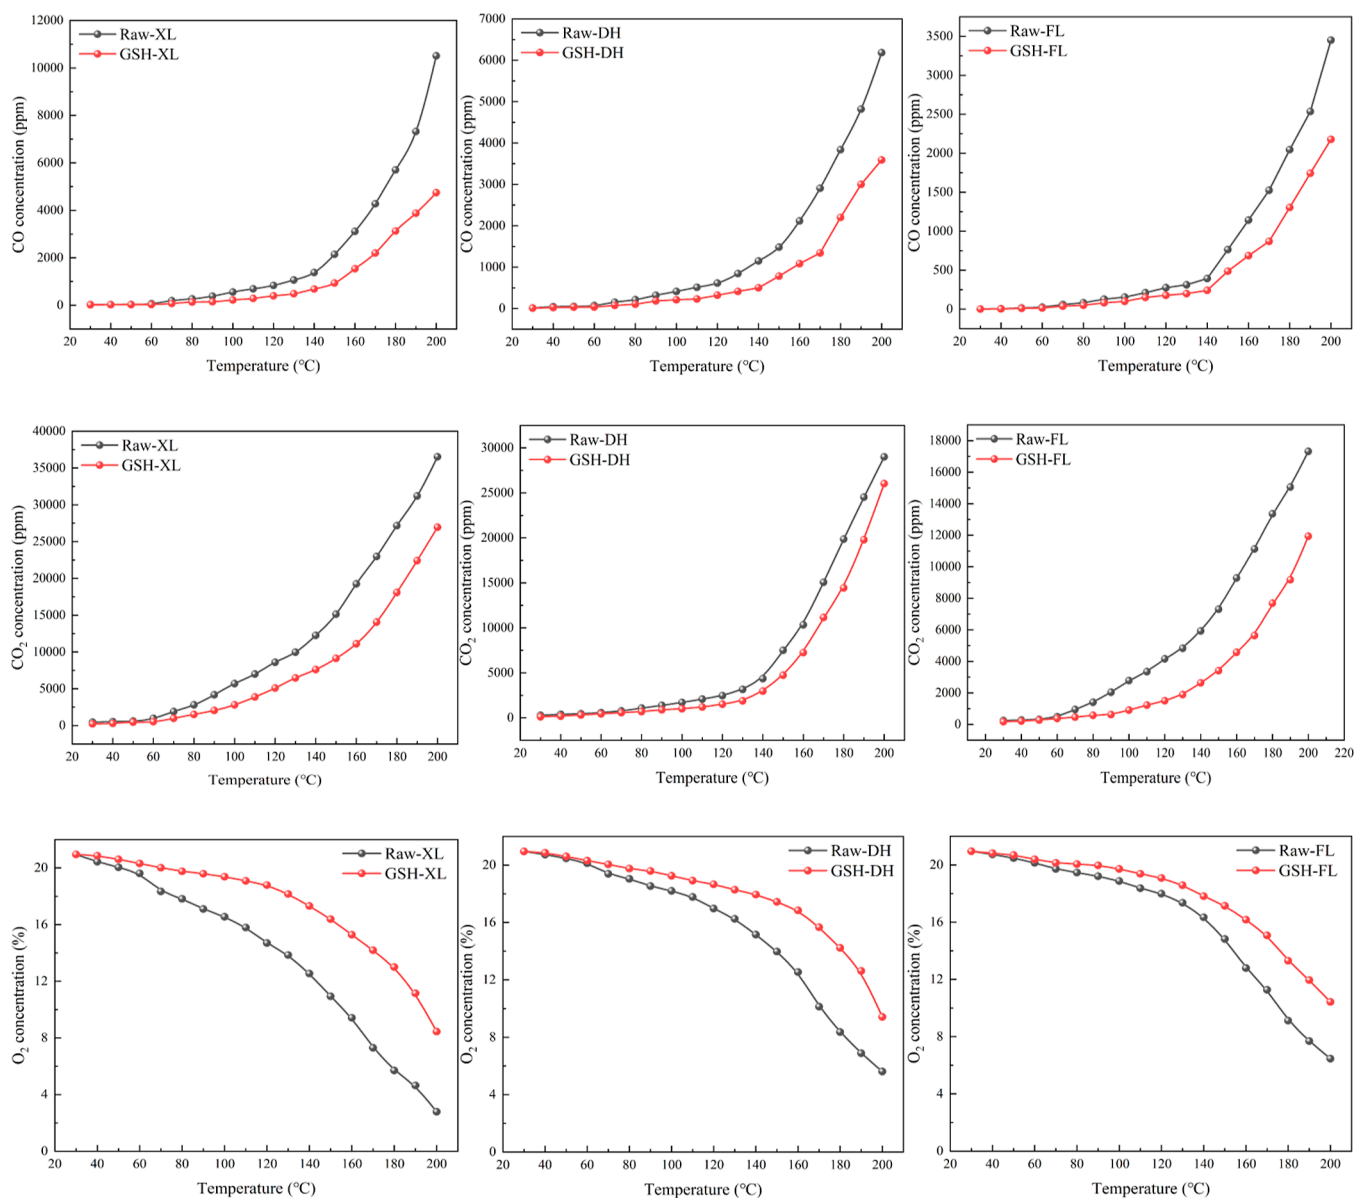 CO concentration (ppm)
12000
10000
8000
6000
4000
2000
0
Raw-XL
GSH-XL
20 40 60 80 100 120 140 160 180 200
Temperature (℃)
CO concentration (ppm)
7000
6000
5000
4000
3000
2000
1000
0
Raw-DH
GSH-DH
20 40 60 80 100 120 140 160 180 200
Temperature (℃)
CO concentration (ppm)
3500
3000
2500
2000
1500
1000
500
0
Raw-FL
GSH-FL
20 40 60 80 100 120 140 160 180 200
Temperature (℃)
CO₂ concentration (ppm)
40000
35000
30000
25000
20000
15000
10000
5000
0
Raw-XL
GSH-XL
20 40 60 80 100 120 140 160 180 200
Temperature (℃)
CO₂ concentration (ppm)
30000
25000
20000
15000
10000
5000
0
Raw-DH
GSH-DH
20 40 60 80 100 120 140 160 180 200
Temperature (℃)
CO₂ concentration (ppm)
18000
16000
14000
12000
10000
8000
6000
4000
2000
0
Raw-FL
GSH-FL
20 40 60 80 100 120 140 160 180 200 220
Temperature (℃)
O₂ concentration (%)
20
16
12
8
4
0
Raw-XL
GSH-XL
20 40 60 80 100 120 140 160 180 200
Temperature (℃)
O₂ concentration (%)
20
16
12
8
4
0
Raw-DH
GSH-DH
20 40 60 80 100 120 140 160 180 200
Temperature (℃)
O₂ concentration (%)
20
16
12
8
4
0
Raw-FL
GSH-FL
20 40 60 80 100 120 140 160 180 200
Temperature (℃)